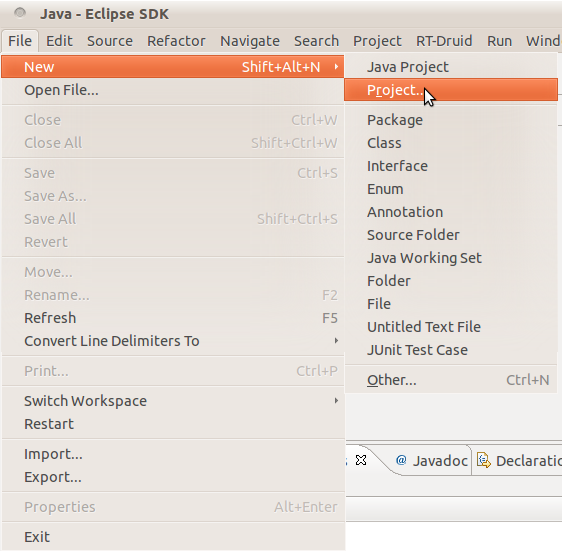 Java - Eclipse SDK
File Edit Source Refactor Navigate Search Project RT-Druid Run Wind
New Shift+Alt+N
Open File...
Close Ctrl+W
Close All Shift+Ctrl+W
Save Ctrl+S
Save As...
Save All Shift+Ctrl+S
Revert
Move...
Rename... F2
Refresh F5
Convert Line Delimiters To
Print... Ctrl+P
Switch Workspace
Restart
Import...
Export...
Properties Alt+Enter
Exit
Java Project
Project...
Package
Class
Interface
Enum
Annotation
Source Folder
Java Working Set
Folder
File
Untitled Text File
JUnit Test Case
Other... Ctrl+N
@ Javadoc Declaratio